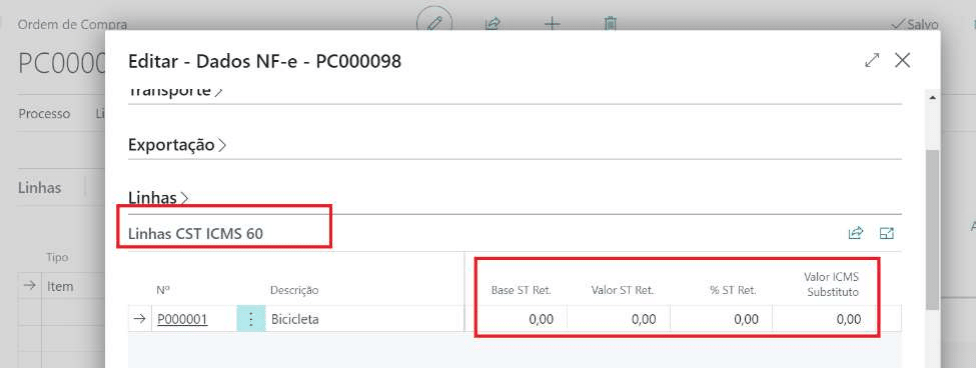 Ordem de Compra
Salvo
PC0000
Editar - Dados NF-e - PC000098
Transporte
Processo
Li
Exportação
Linhas
Linhas
Linhas CST ICMS 60
Tipo
Item
Nº Descrição Base ST Ret. Valor ST Ret. % ST Ret. Valor ICMS
Substituto
P000001 Bicicleta 0,00 0,00 0,00 0,00